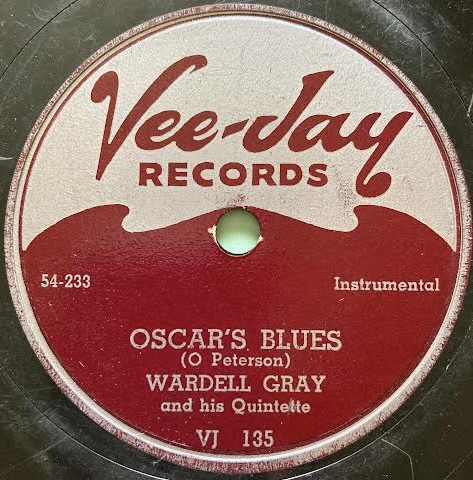 Vee-Jay
RECORDS
54-233 Instrumental
OSCAR'S BLUES
(O Peterson)
WARDELL GRAY
and his Quintette
VJ 135